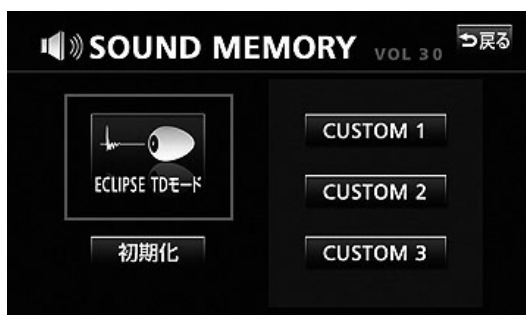 SOUND MEMORY VOL 30 戻る
ECLIPSE TDモード
初期化
CUSTOM 1
CUSTOM 2
CUSTOM 3